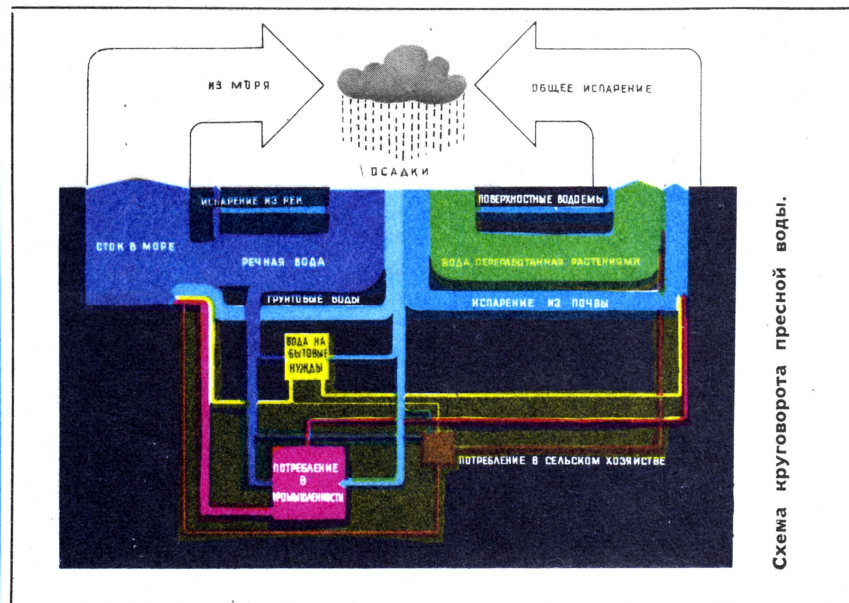 ИЗ МОРЯ
ОБЩЕЕ ИСПАРЕНИЕ
ОСАДКИ
ИСПАРЕНИЕ ИЗ РЕК
ПОВЕРХНОСТНЫЕ ВОДОЕМЫ
СТОК В МОРЕ
РЕЧНАЯ ВОДА
ВОДА, ПЕРЕРАБОТАННАЯ РАСТЕНИЯМИ
ГРУНТОВЫЕ ВОДЫ
ИСПАРЕНИЕ ИЗ ПОЧВЫ
ВОДА НА
БЫТОВЫЕ
НУЖДЫ
ПОТРЕБЛЕНИЕ
В
ПРОМЫШЛЕННОСТИ
ПОТРЕБЛЕНИЕ В СЕЛЬСКОМ ХОЗЯЙСТВЕ
Схема круговорота пресной воды.